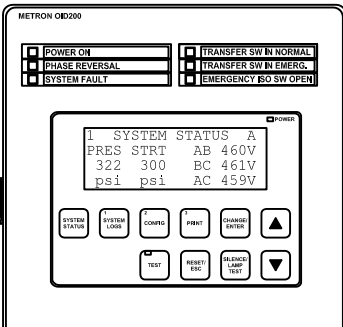 METRON OID200
POWER ON
PHASE REVERSAL
SYSTEM FAULT
TRANSFER SW IN NORMAL
TRANSFER SW IN EMERG.
EMERGENCY ISO SW OPEN
POWER
1 SYSTEM STATUS A
PRES STRT AB 460V
322 300 BC 461V
psi psi AC 459V
SYSTEM STATUS
1 SYSTEM LOGS
2 CONFIG
3 PRINT
CHANGE/ ENTER
TEST
RESET/ ESC
SILENCE/ LAMP TEST